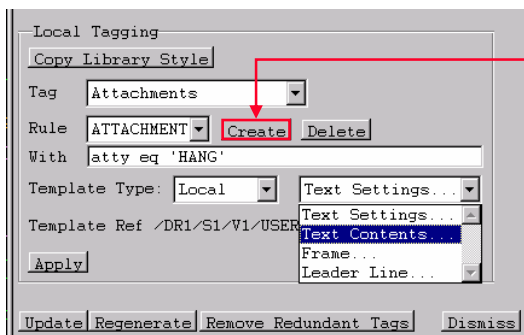 Local Tagging
Copy Library Style
Tag Attachments
Rule ATTACHMENT Create Delete
With atty eq 'HANG'
Template Type: Local Text Settings...
Template Ref /DR1/S1/V1/USER
Text Settings...
Text Contents...
Frame...
Leader Line...
Apply
Update Regenerate Remove Redundant Tags Dismiss